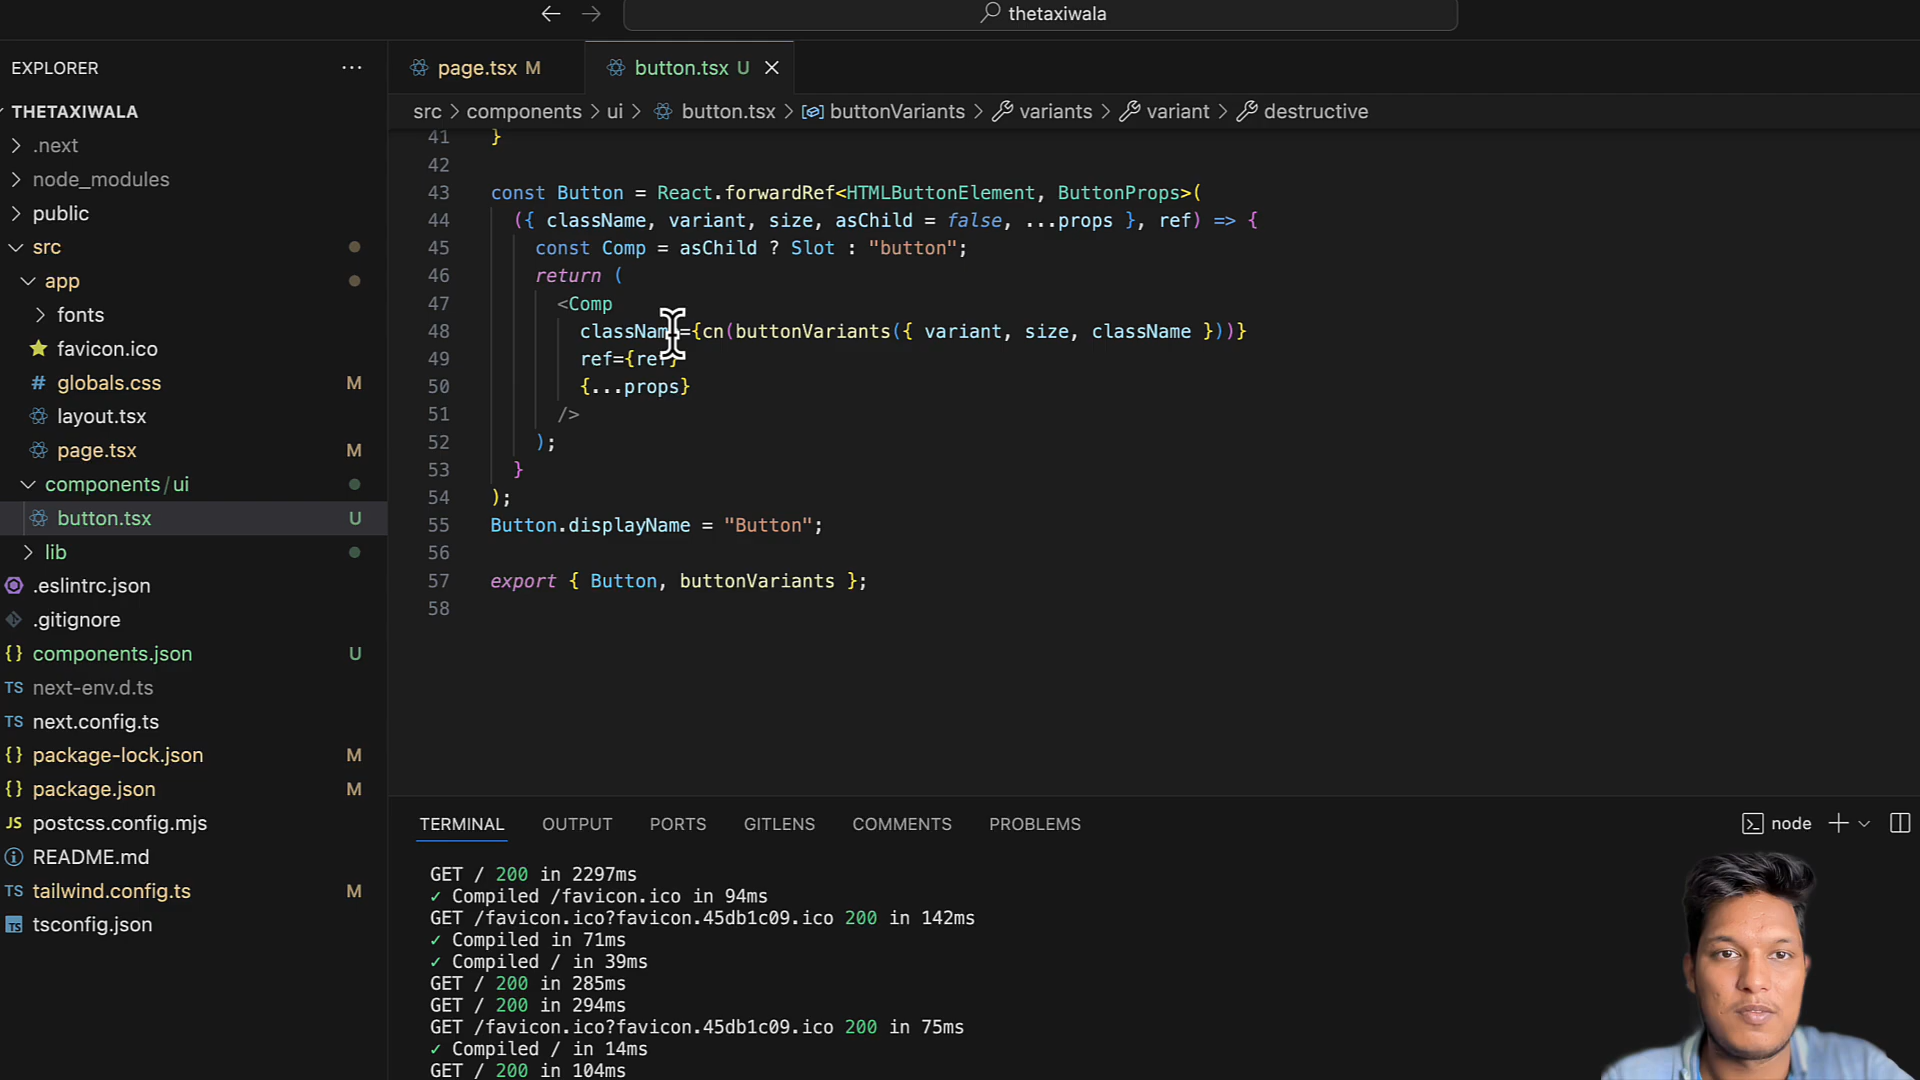 thetaxiwala
EXPLORER
page.tsx M
button.tsx U
src > components > ui > button.tsx > buttonVariants > variants > variant > destructive
THETAXIWALA
.next
node_modules
public
src
app
fonts
favicon.ico
# globals.css M
layout.tsx
page.tsx M
components/ui
button.tsx U
lib
.eslintrc.json
.gitignore
{} components.json U
TS next-env.d.ts
TS next.config.ts
{} package-lock.json M
{} package.json M
JS postcss.config.mjs
README.md
TS tailwind.config.ts M
TS tsconfig.json
41 }
42
43 const Button = React.forwardRef<HTMLButtonElement, ButtonProps>(
44 ({ className, variant, size, asChild = false, ...props }, ref) => {
45 const Comp = asChild ? Slot : "button";
46 return (
47 <Comp
48 className={cn(buttonVariants({ variant, size, className }))}
49 ref={ref}
50 {...props}
51 />
52 );
53 }
54 );
55 Button.displayName = "Button";
56
57 export { Button, buttonVariants };
58
TERMINAL OUTPUT PORTS GITLENS COMMENTS PROBLEMS
node
GET / 200 in 2297ms
✓ Compiled /favicon.ico in 94ms
GET /favicon.ico?favicon.45db1c09.ico 200 in 142ms
✓ Compiled in 71ms
✓ Compiled / in 39ms
GET / 200 in 285ms
GET / 200 in 294ms
GET /favicon.ico?favicon.45db1c09.ico 200 in 75ms
✓ Compiled / in 14ms
GET / 200 in 104ms